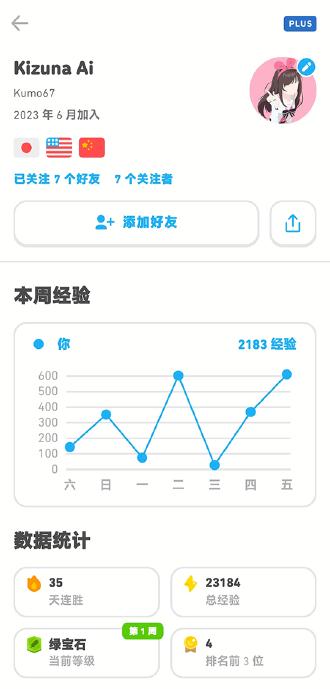 PLUS
Kizuna Ai
Kumo67
2023 年 6 月加入
已关注 7 个好友 7 个关注者
添加好友
本周经验
你 2183 经验
600
500
400
300
200
100
0
六 日 一 二 三 四 五
数据统计
35
天连胜
23184
总经验
第 1 周
绿宝石
当前等级
4
排名前 3 位